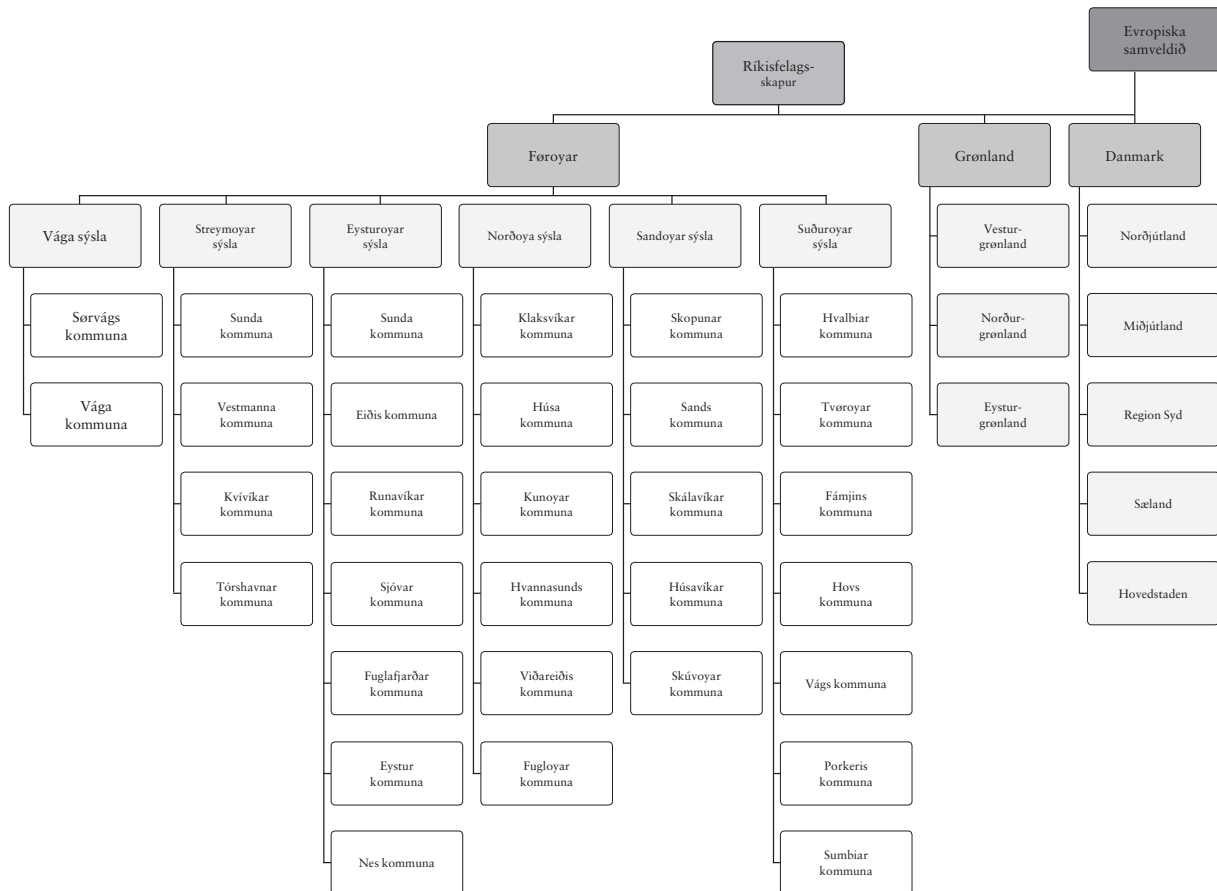 Evropiska
samveldið
Ríkisfelags-
skapur
Føroyar
Grønland
Danmark
Vága sýsla
Streymoyar
sýsla
Eysturoyar
sýsla
Norðoya sýsla
Sandoyar sýsla
Suðuroyar
sýsla
Vestur-
grønland
Norðjútland
Sørvágs
kommuna
Sunda
kommuna
Sunda
kommuna
Klaksvíkar
kommuna
Skopunar
kommuna
Hvalbiar
kommuna
Norður-
grønland
Miðjútland
Vága
kommuna
Vestmanna
kommuna
Eiðis kommuna
Húsa
kommuna
Sands
kommuna
Tvøroyar
kommuna
Eystur-
grønland
Region Syd
Kvívíkar
kommuna
Runavíkar
kommuna
Kunoyar
kommuna
Skálavíkar
kommuna
Fámjins
kommuna
Sæland
Tórshavnar
kommuna
Sjóvar
kommuna
Hvannasunds
kommuna
Húsavíkar
kommuna
Hovs
kommuna
Hovedstaden
Fuglafjarðar
kommuna
Viðareiðis
kommuna
Skúvoyar
kommuna
Vágs kommuna
Eystur
kommuna
Fugloyar
kommuna
Porkeris
kommuna
Nes kommuna
Sumbiar
kommuna